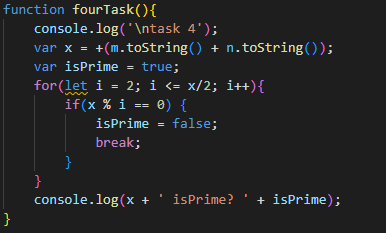 function fourTask(){
    console.log('\ntask 4');
    var x = +(m.toString() + n.toString());
    var isPrime = true;
    for(let i = 2; i <= x/2; i++){
        if(x % i == 0) {
            isPrime = false;
            break;
        }
    }
    console.log(x + ' isPrime? ' + isPrime);
}